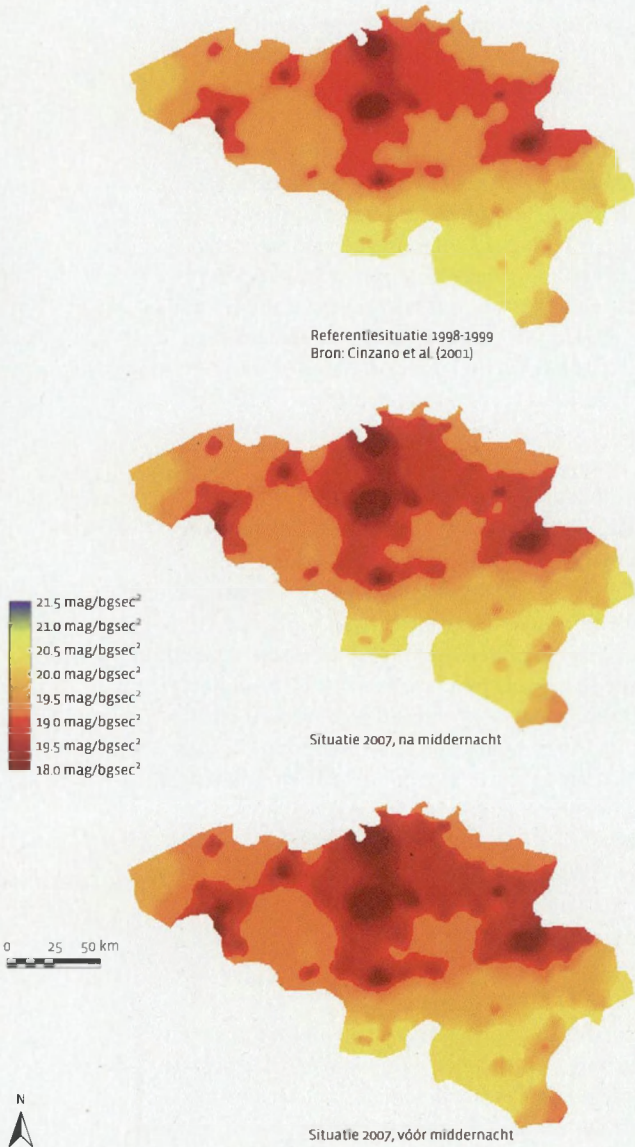 Referentiesituatie 1998-1999
Bron: Cinzano et al. (2001)
21.5 mag/bgsec²
21.0 mag/bgsec²
20.5 mag/bgsec²
20.0 mag/bgsec²
19.5 mag/bgsec²
19.0 mag/bgsec²
19.5 mag/bgsec²
18.0 mag/bgsec²
Situatie 2007, na middernacht
0 25 50 km
N
Situatie 2007, vóór middernacht